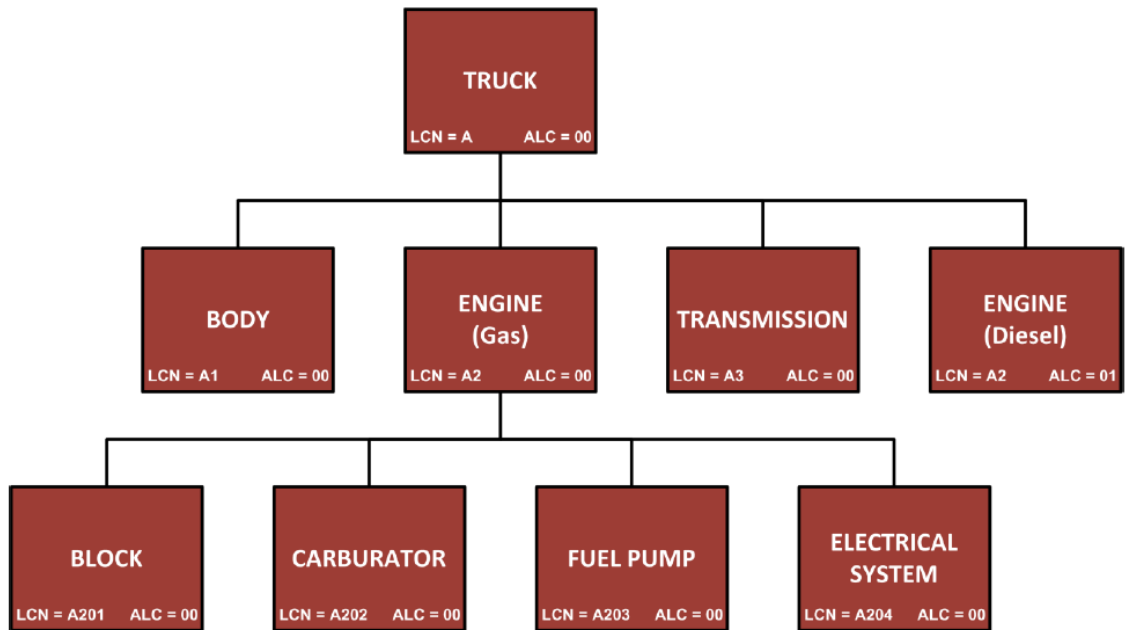 TRUCK
LCN = A ALC = 00
BODY
LCN = A1 ALC = 00
ENGINE
(Gas)
LCN = A2 ALC = 00
TRANSMISSION
LCN = A3 ALC = 00
ENGINE
(Diesel)
LCN = A2 ALC = 01
BLOCK
LCN = A201 ALC = 00
CARBURATOR
LCN = A202 ALC = 00
FUEL PUMP
LCN = A203 ALC = 00
ELECTRICAL
SYSTEM
LCN = A204 ALC = 00